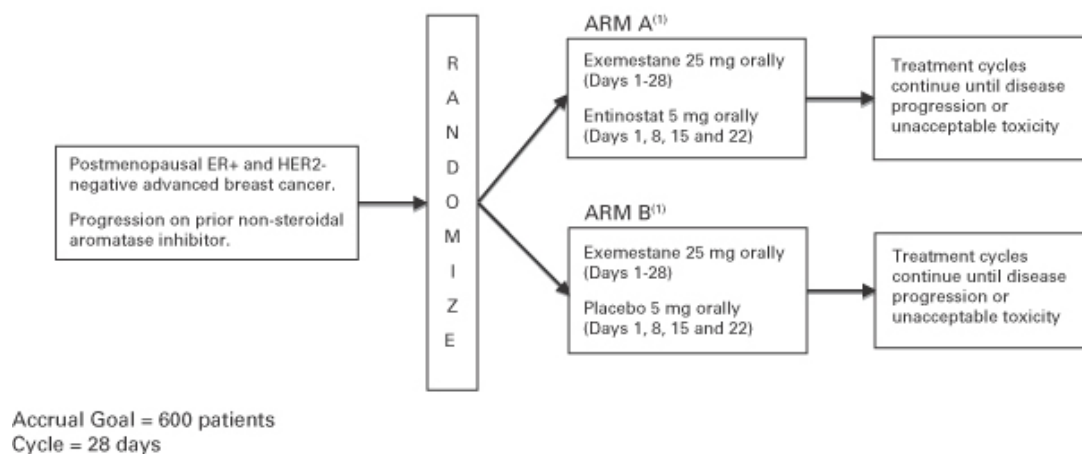 Postmenopausal ER+ and HER2-
negative advanced breast cancer.
Progression on prior non-steroidal
aromatase inhibitor.
R
A
N
D
O
M
I
Z
E
ARM A(1)
Exemestane 25 mg orally
(Days 1-28)
Entinostat 5 mg orally
(Days 1, 8, 15 and 22)
Treatment cycles
continue until disease
progression or
unacceptable toxicity
ARM B(1)
Exemestane 25 mg orally
(Days 1-28)
Placebo 5 mg orally
(Days 1, 8, 15 and 22)
Treatment cycles
continue until disease
progression or
unacceptable toxicity
Accrual Goal = 600 patients
Cycle = 28 days